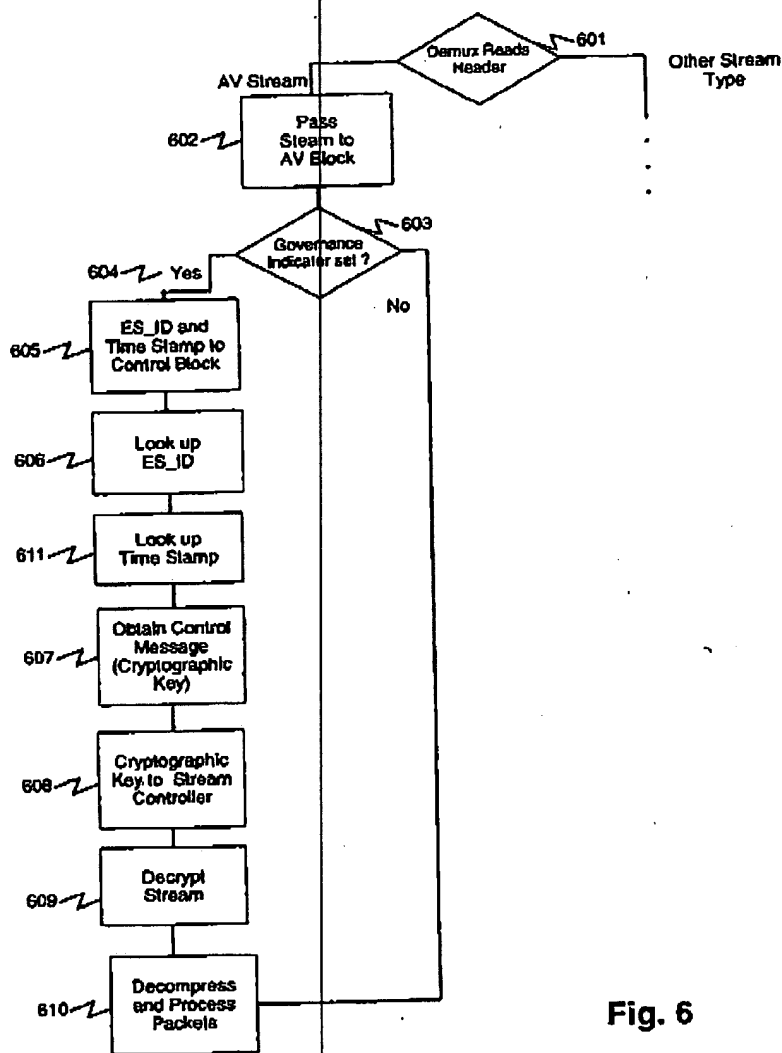 Demux Reads
Header
601
Other Stream
Type
AV Stream
Pass
Steam to
AV Block
602
603
Governance
Indicator set ?
604
Yes
No
ES_ID and
Time Stamp to
Control Block
605
Look up
ES_ID
606
Look up
Time Stamp
611
Obtain Control
Message
(Cryptographic
Key)
607
Cryptographic
Key to Stream
Controller
608
Decrypt
Stream
609
Decompress
and Process
Packets
610
Fig. 6